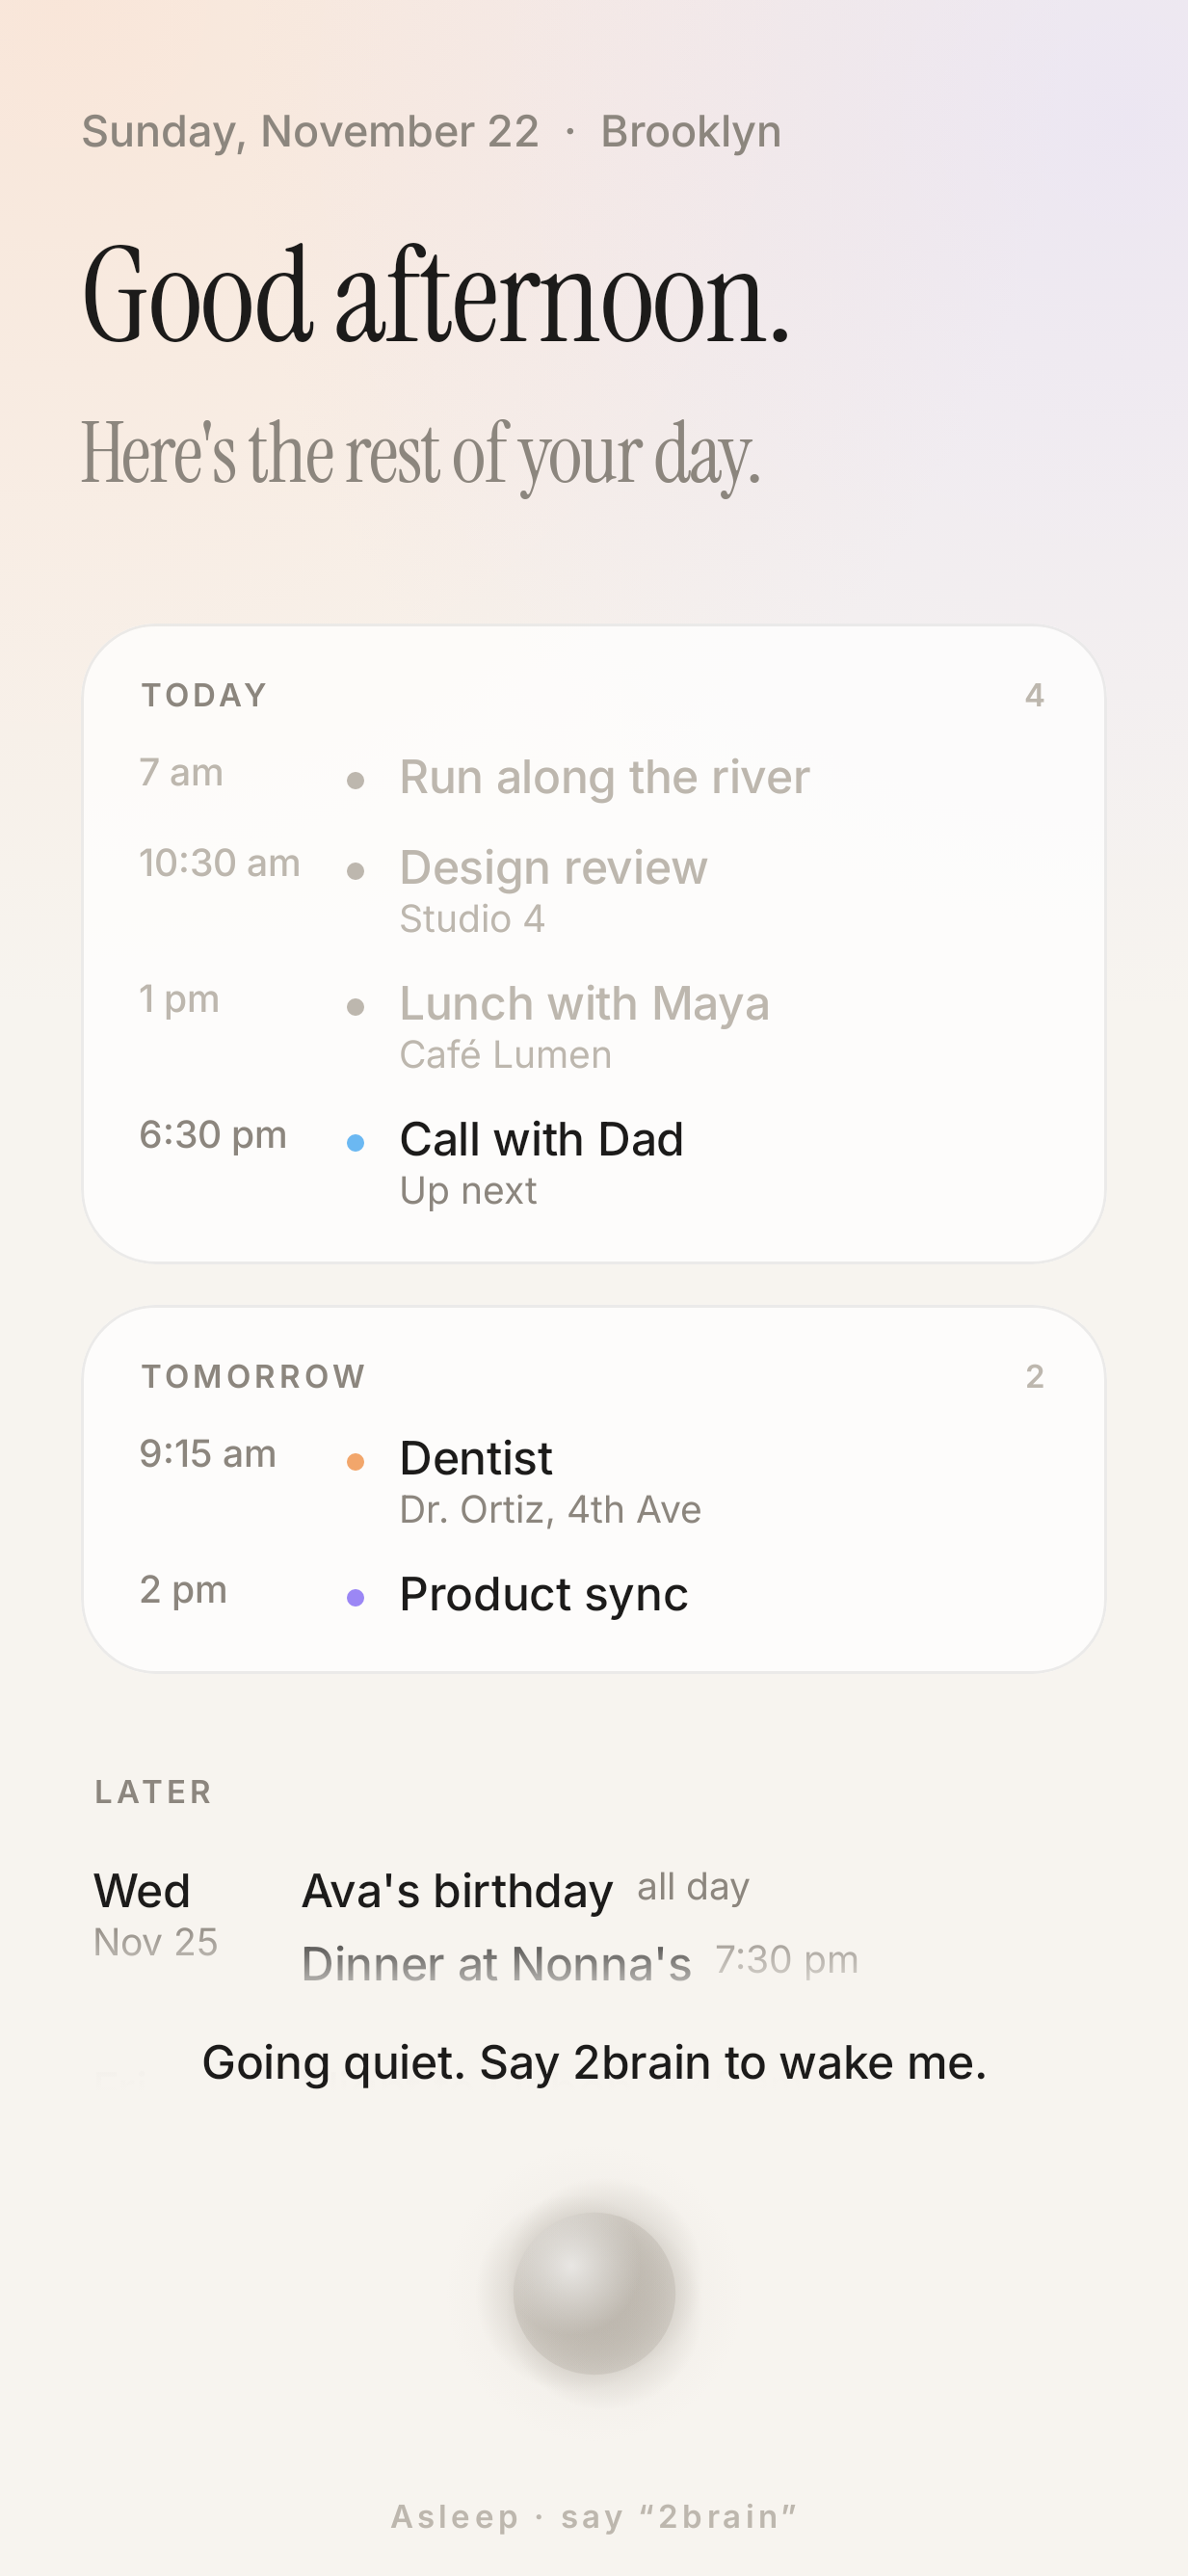 Sunday, November 22 · Brooklyn
Good afternoon.
Here's the rest of your day.
TODAY 4
7 am Run along the river
10:30 am Design review
Studio 4
1 pm Lunch with Maya
Café Lumen
6:30 pm Call with Dad
Up next
TOMORROW 2
9:15 am Dentist
Dr. Ortiz, 4th Ave
2 pm Product sync
LATER
Wed Ava's birthday all day
Nov 25 Dinner at Nonna's 7:30 pm
Going quiet. Say 2brain to wake me.
Asleep · say “2brain”